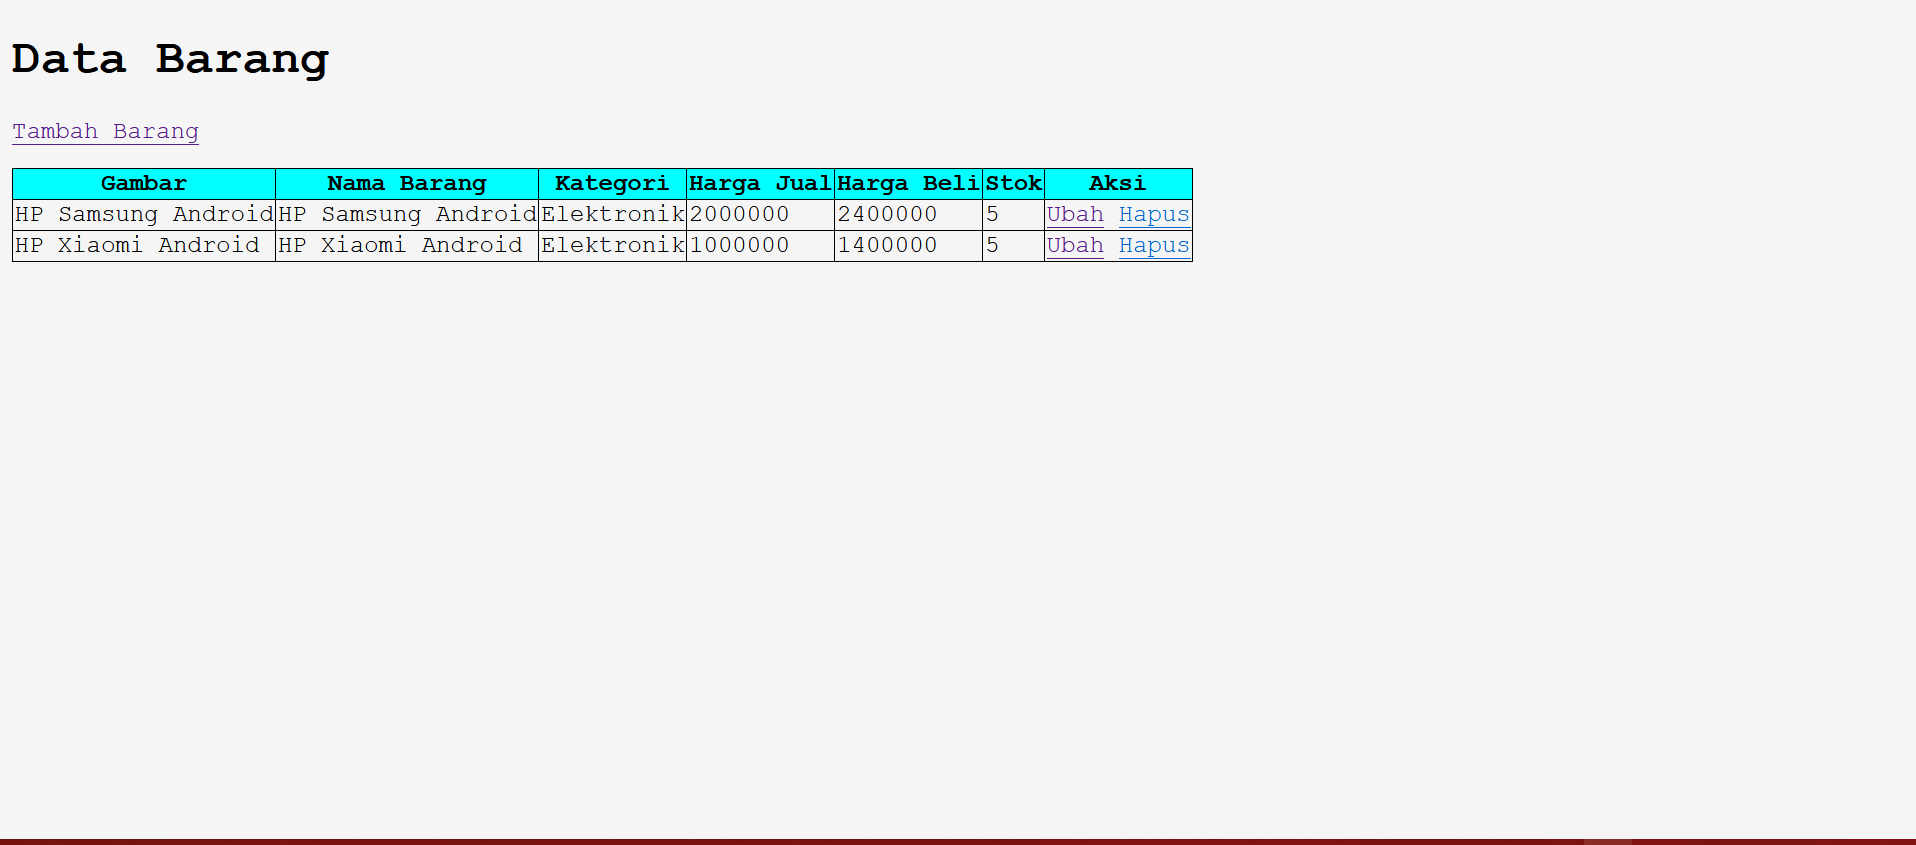 Data Barang
Tambah Barang
Gambar Nama Barang Kategori Harga Jual Harga Beli Stok Aksi
HP Samsung Android HP Samsung Android Elektronik 2000000 2400000 5 Ubah Hapus
HP Xiaomi Android HP Xiaomi Android Elektronik 1000000 1400000 5 Ubah Hapus